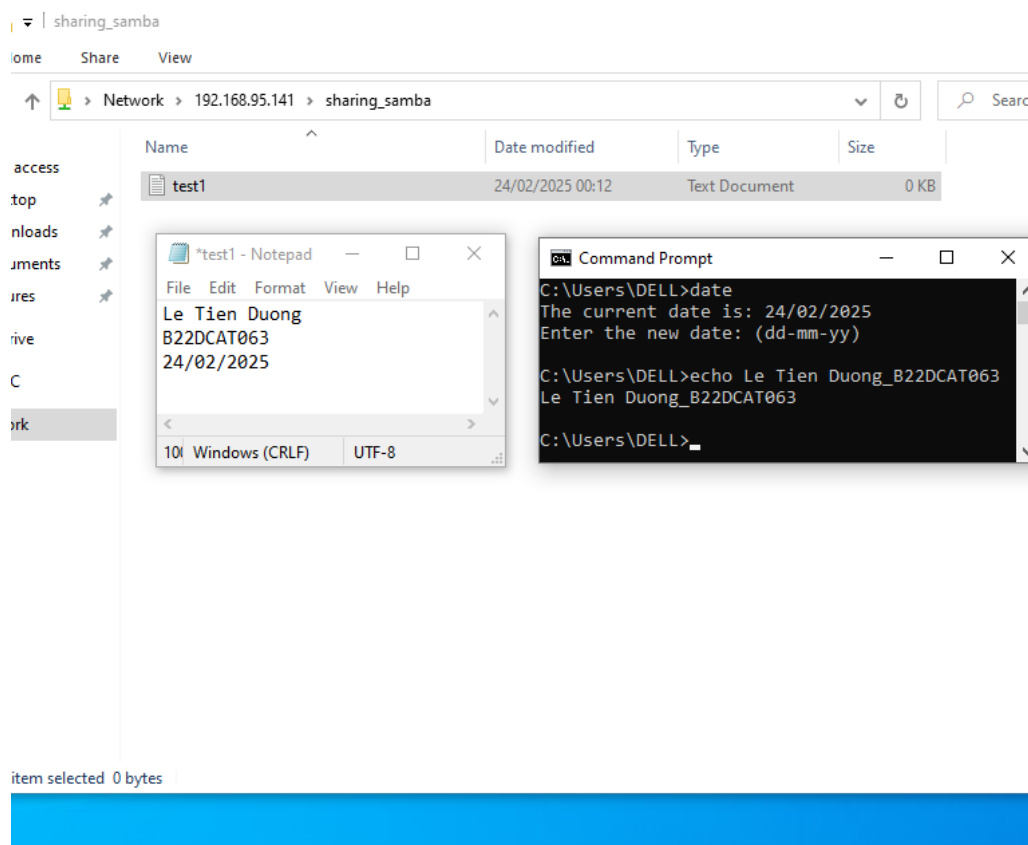 sharing_samba
ome Share View
Network > 192.168.95.141 > sharing_samba
Searc
Name Date modified Type Size
access
test1 24/02/2025 00:12 Text Document 0 KB
top
nloads
uments
ures
rive
C
ork
*test1 - Notepad
File Edit Format View Help
Le Tien Duong
B22DCAT063
24/02/2025
100 Windows (CRLF) UTF-8
Command Prompt
C:\Users\DELL>date
The current date is: 24/02/2025
Enter the new date: (dd-mm-yy)
C:\Users\DELL>echo Le Tien Duong_B22DCAT063
Le Tien Duong_B22DCAT063
C:\Users\DELL>
item selected 0 bytes